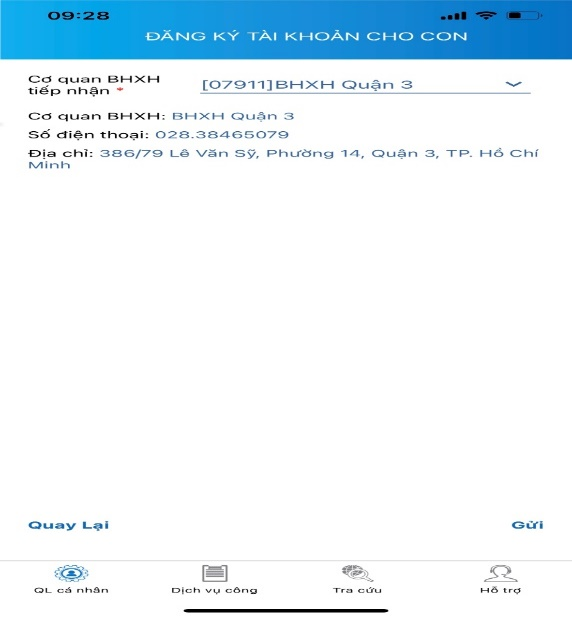 09:28
ĐĂNG KÝ TÀI KHOẢN CHO CON
Cơ quan BHXH
tiếp nhận *
[07911]BHXH Quận 3
Cơ quan BHXH: BHXH Quận 3
Số điện thoại: 028.38465079
Địa chỉ: 386/79 Lê Văn Sỹ, Phường 14, Quận 3, TP. Hồ Chí
Minh
Quay Lại
Gửi
QL cá nhân
Dịch vụ công
Tra cứu
Hỗ trợ